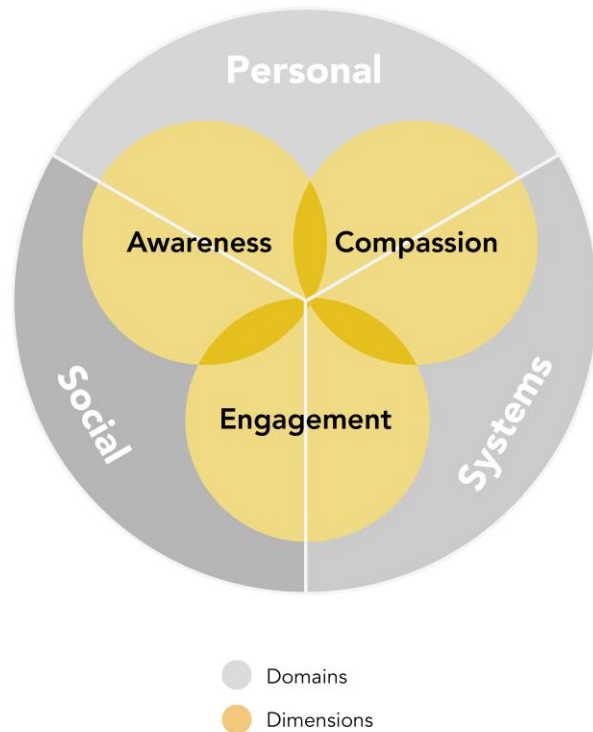 Personal
Awareness
Compassion
Social
Engagement
Systems
Domains
Dimensions